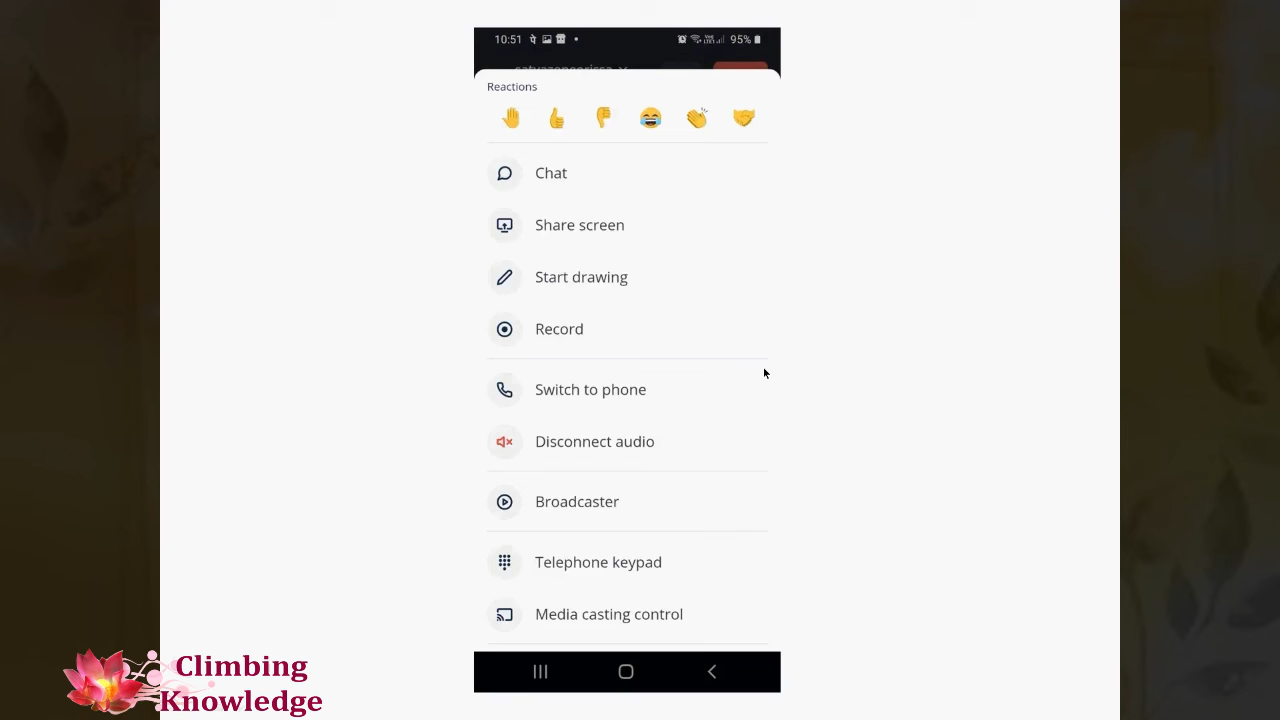 10:51 95%
Reactions
Chat
Share screen
Start drawing
Record
Switch to phone
Disconnect audio
Broadcaster
Telephone keypad
Media casting control
Climbing
Knowledge